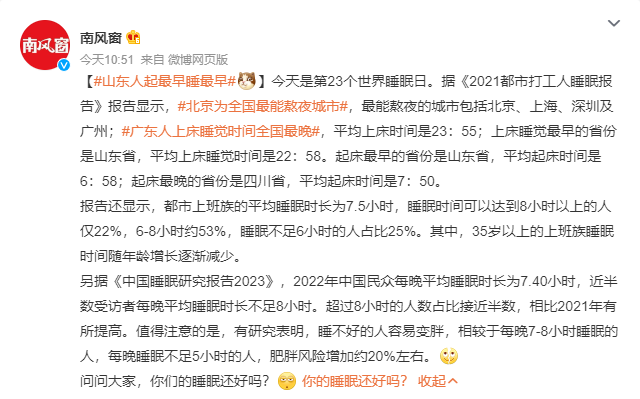 南风窗
南风窗
今天10:51 来自 微博网页版
【#山东人起最早睡最早#】今天是第23个世界睡眠日。据《2021都市打工人睡眠报
告》报告显示，#北京为全国最能熬夜城市#，最能熬夜的城市包括北京、上海、深圳及
广州；#广东人上床睡觉时间全国最晚#，平均上床时间是23：55；上床睡觉最早的省份
是山东省，平均上床睡觉时间是22：58。起床最早的省份是山东省，平均起床时间是
6：58；起床最晚的省份是四川省，平均起床时间是7：50。
报告还显示，都市上班族的平均睡眠时长为7.5小时，睡眠时间可以达到8小时以上的人
仅22%，6-8小时约53%，睡眠不足6小时的人占比25%。其中，35岁以上的上班族睡眠
时间随年龄增长逐渐减少。
另据《中国睡眠研究报告2023》，2022年中国民众每晚平均睡眠时长为7.40小时，近半
数受访者每晚平均睡眠时长不足8小时。超过8小时的人数占比接近半数，相比2021年有
所提高。值得注意的是，有研究表明，睡不好的人容易变胖，相较于每晚7-8小时睡眠的
人，每晚睡眠不足5小时的人，肥胖风险增加约20%左右。
问问大家，你们的睡眠还好吗？ 你的睡眠还好吗？ 收起